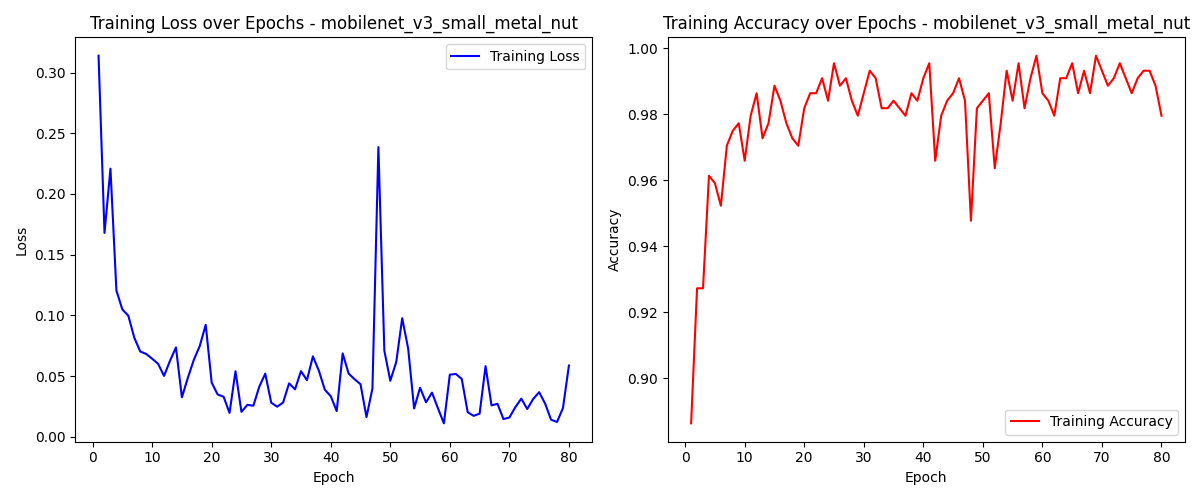 Training Loss over Epochs - mobilenet_v3_small_metal_nut
Training Loss
0.30
0.25
0.20
0.15
0.10
0.05
0.00
Loss
0 10 20 30 40 50 60 70 80
Epoch
Training Accuracy over Epochs - mobilenet_v3_small_metal_nut
1.00
0.98
0.96
0.94
0.92
0.90
Accuracy
Training Accuracy
0 10 20 30 40 50 60 70 80
Epoch